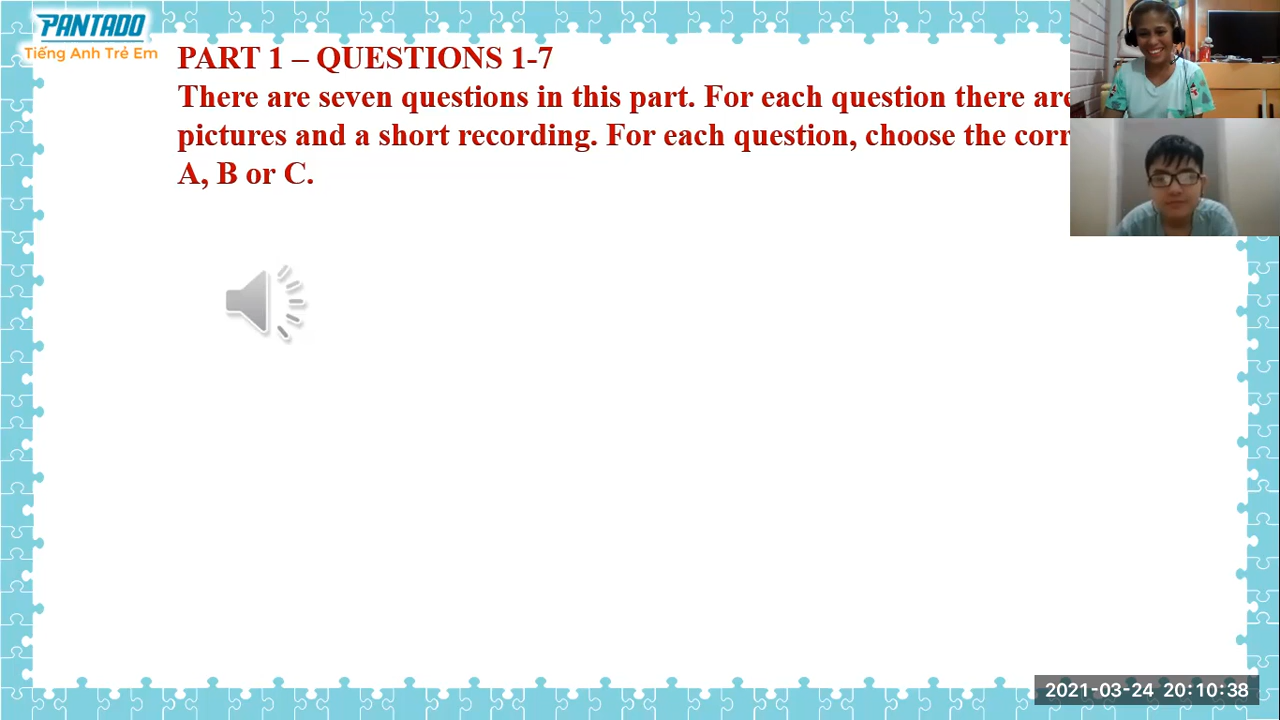 PANTADO
Tiếng Anh Trẻ Em
PART 1 – QUESTIONS 1-7
There are seven questions in this part. For each question there are
pictures and a short recording. For each question, choose the
A, B or C.
2021-03-24 20:10:38